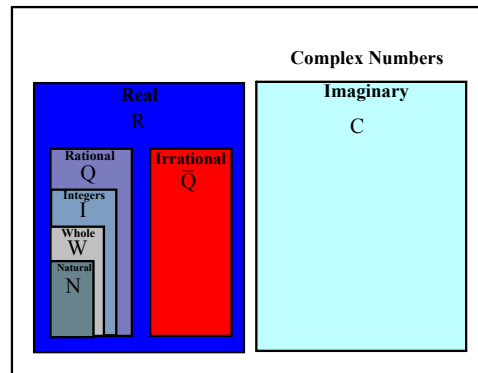 Complex Numbers
Real
R
Imaginary
C
Rational
Q
Irrational
Q̅
Integers
I
Whole
W
Natural
N